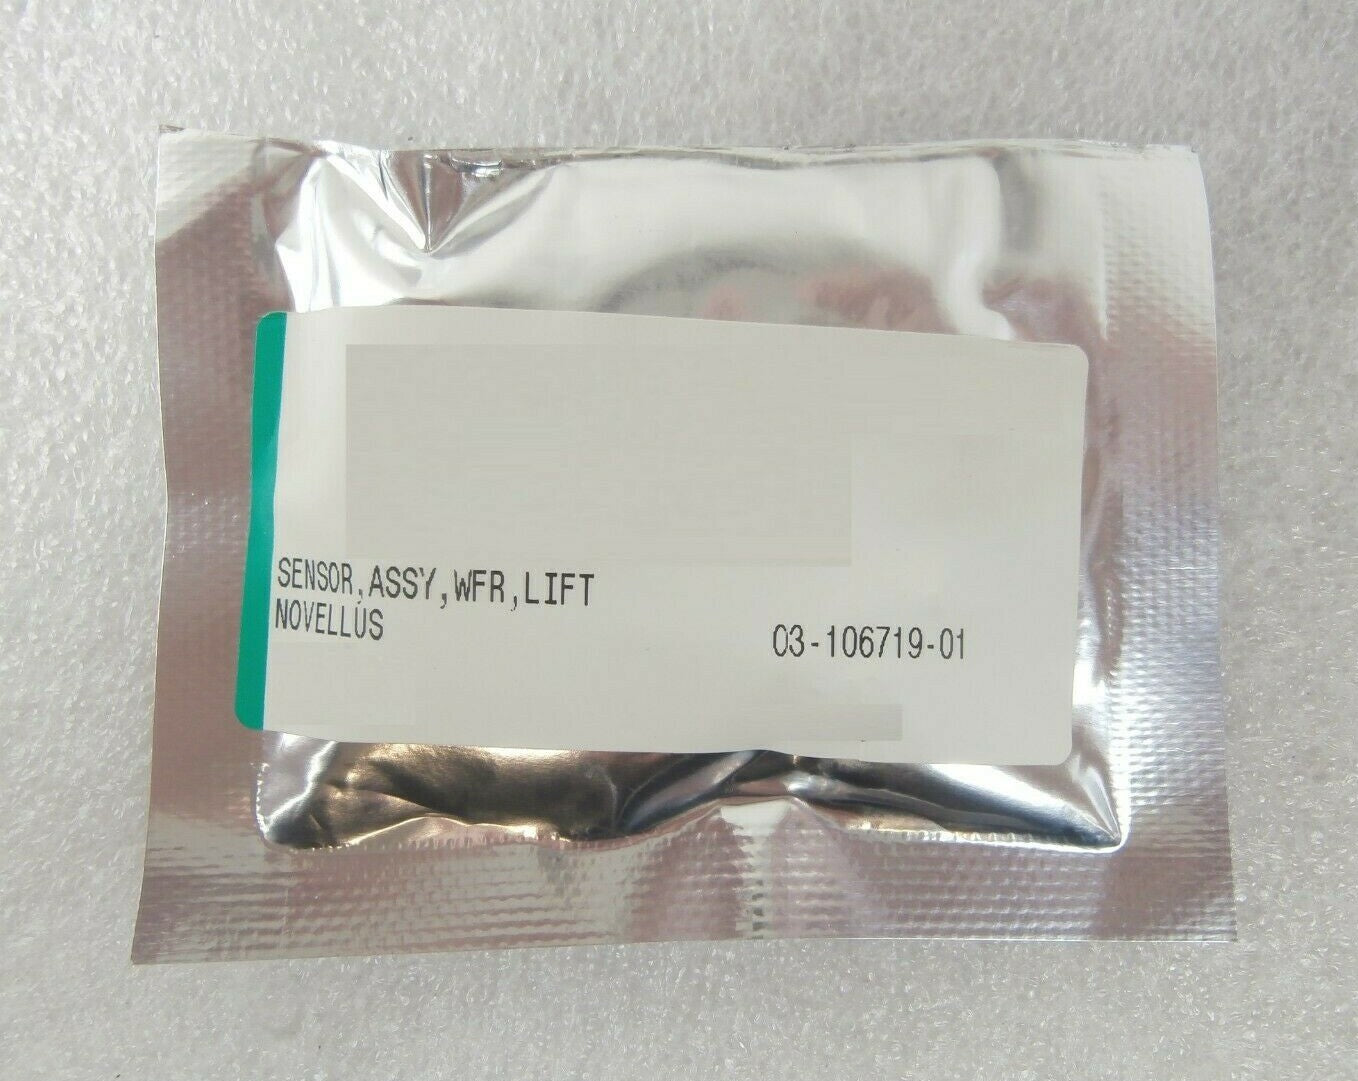 SENSOR,ASSY,WFR,LIFT
NOVELLUS
03-106719-01